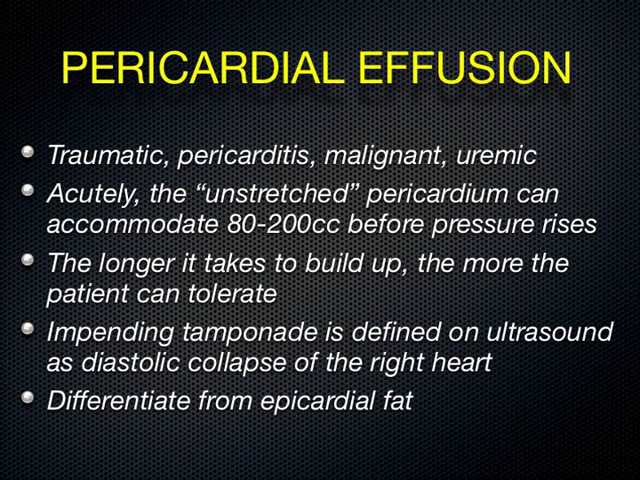 PERICARDIAL EFFUSION
Traumatic, pericarditis, malignant, uremic
Acutely, the “unstretched” pericardium can
accommodate 80-200cc before pressure rises
The longer it takes to build up, the more the
patient can tolerate
Impending tamponade is defined on ultrasound
as diastolic collapse of the right heart
Differentiate from epicardial fat